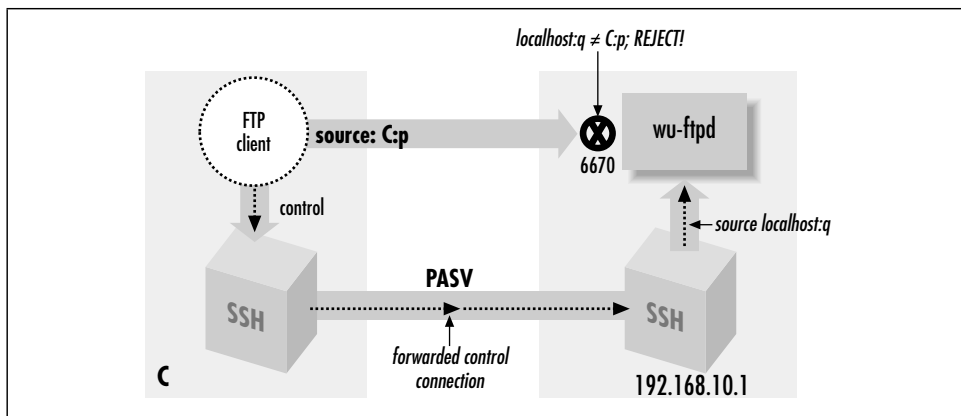 localhost:q ≠ C:p; REJECT!
FTP
client
source: C:p
6670
wu-ftpd
control
source localhost:q
PASV
SSH
SSH
forwarded control
connection
C
192.168.10.1